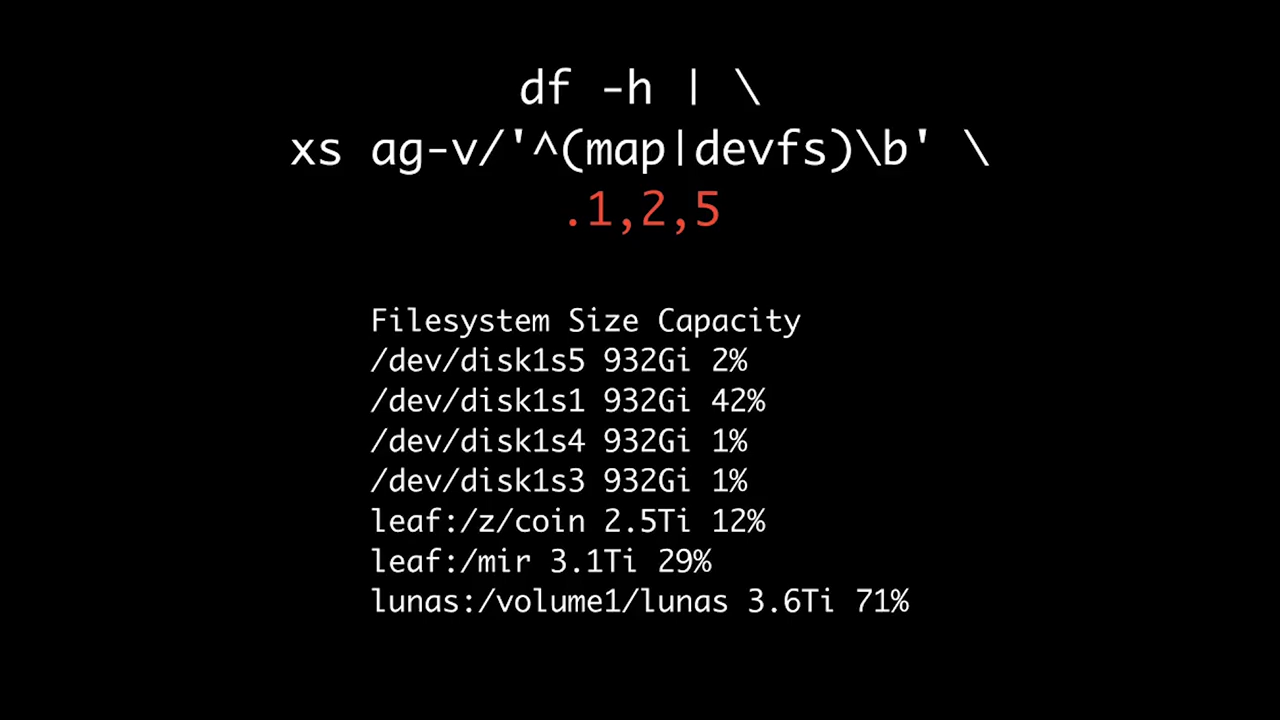 df -h | \
xs ag-v/'^(map|devfs)\b' \
.1,2,5
Filesystem Size Capacity
/dev/disk1s5 932Gi 2%
/dev/disk1s1 932Gi 42%
/dev/disk1s4 932Gi 1%
/dev/disk1s3 932Gi 1%
leaf:/z/coin 2.5Ti 12%
leaf:/mir 3.1Ti 29%
lunas:/volume1/lunas 3.6Ti 71%